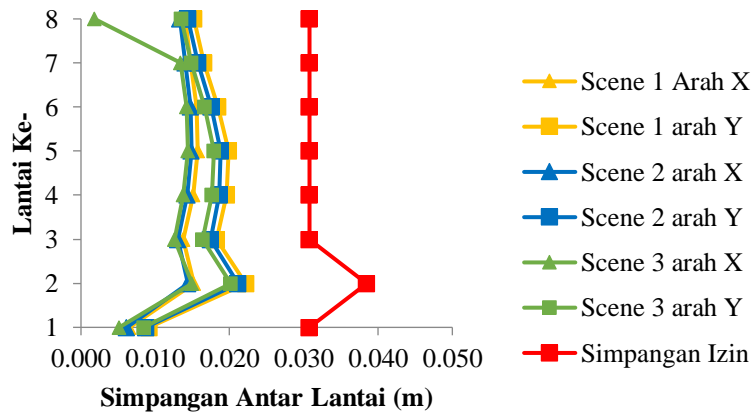 8
7
6
5
4
3
2
1
Lantai Ke-
0.000 0.010 0.020 0.030 0.040 0.050
Simpangan Antar Lantai (m)
Scene 1 Arah X
Scene 1 arah Y
Scene 2 arah X
Scene 2 arah Y
Scene 3 arah X
Scene 3 arah Y
Simpangan Izin